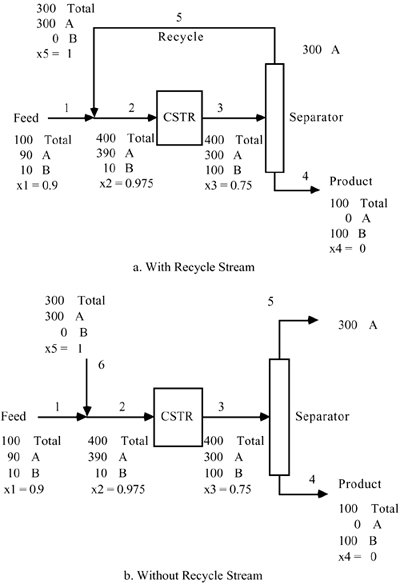 5
Recycle
300 Total
300 A
0 B
x5 = 1
300 A
Feed
1
2
CSTR
3
Separator
100 Total
90 A
10 B
x1 = 0.9
400 Total
390 A
10 B
x2 = 0.975
400 Total
300 A
100 B
x3 = 0.75
4
Product
100 Total
0 A
100 B
x4 = 0
a. With Recycle Stream
300 Total
300 A
0 B
x5 = 1
6
5
300 A
Feed
1
2
CSTR
3
Separator
100 Total
90 A
10 B
x1 = 0.9
400 Total
390 A
10 B
x2 = 0.975
400 Total
300 A
100 B
x3 = 0.75
4
Product
100 Total
0 A
100 B
x4 = 0
b. Without Recycle Stream